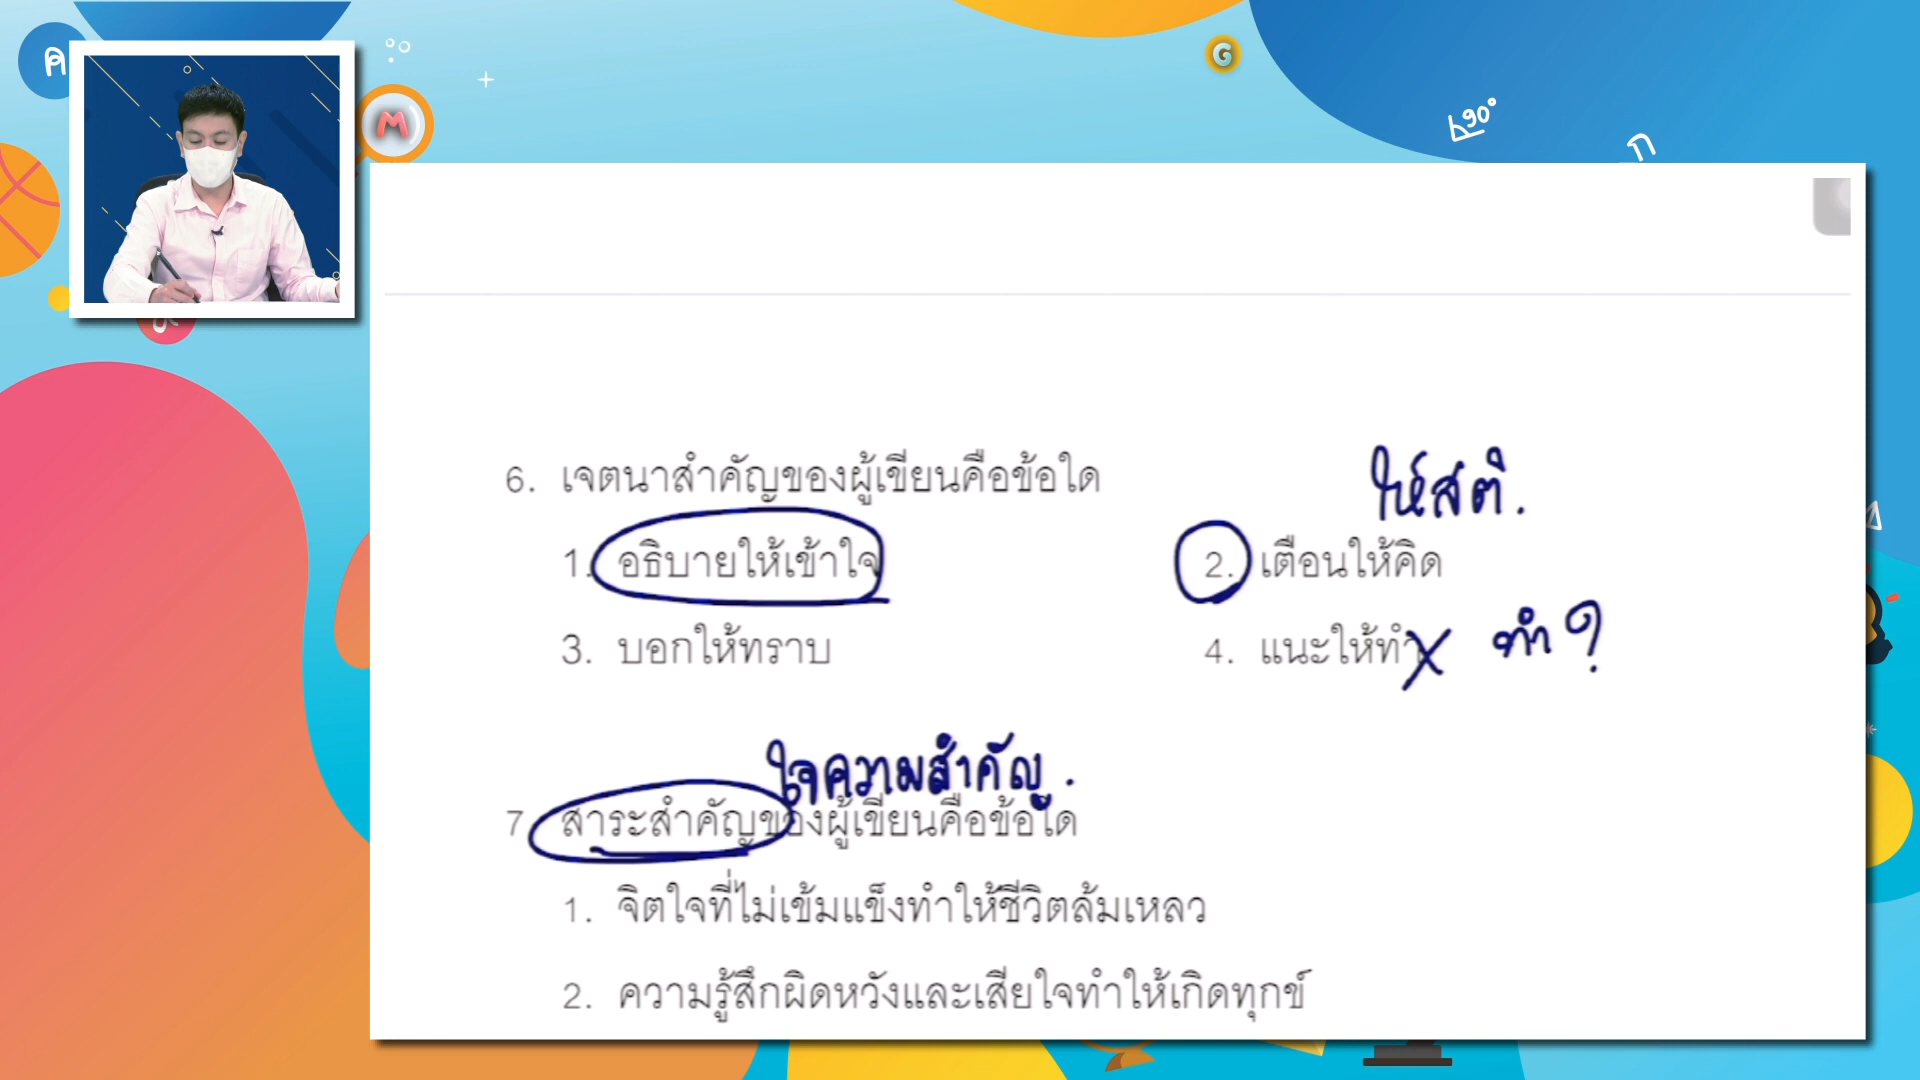 ค
M
G
90°
ก
6. เจตนาสำคัญของผู้เขียนคือข้อใด
ให้สติ.
1. อธิบายให้เข้าใจ
2. เตือนให้คิด
3. บอกให้ทราบ
4. แนะให้ทำ X ทำ ?
ใจความสำคัญ.
7 สาระสำคัญของผู้เขียนคือข้อใด
1. จิตใจที่ไม่เข้มแข็งทำให้ชีวิตล้มเหลว
2. ความรู้สึกผิดหวังและเสียใจทำให้เกิดทุกข์